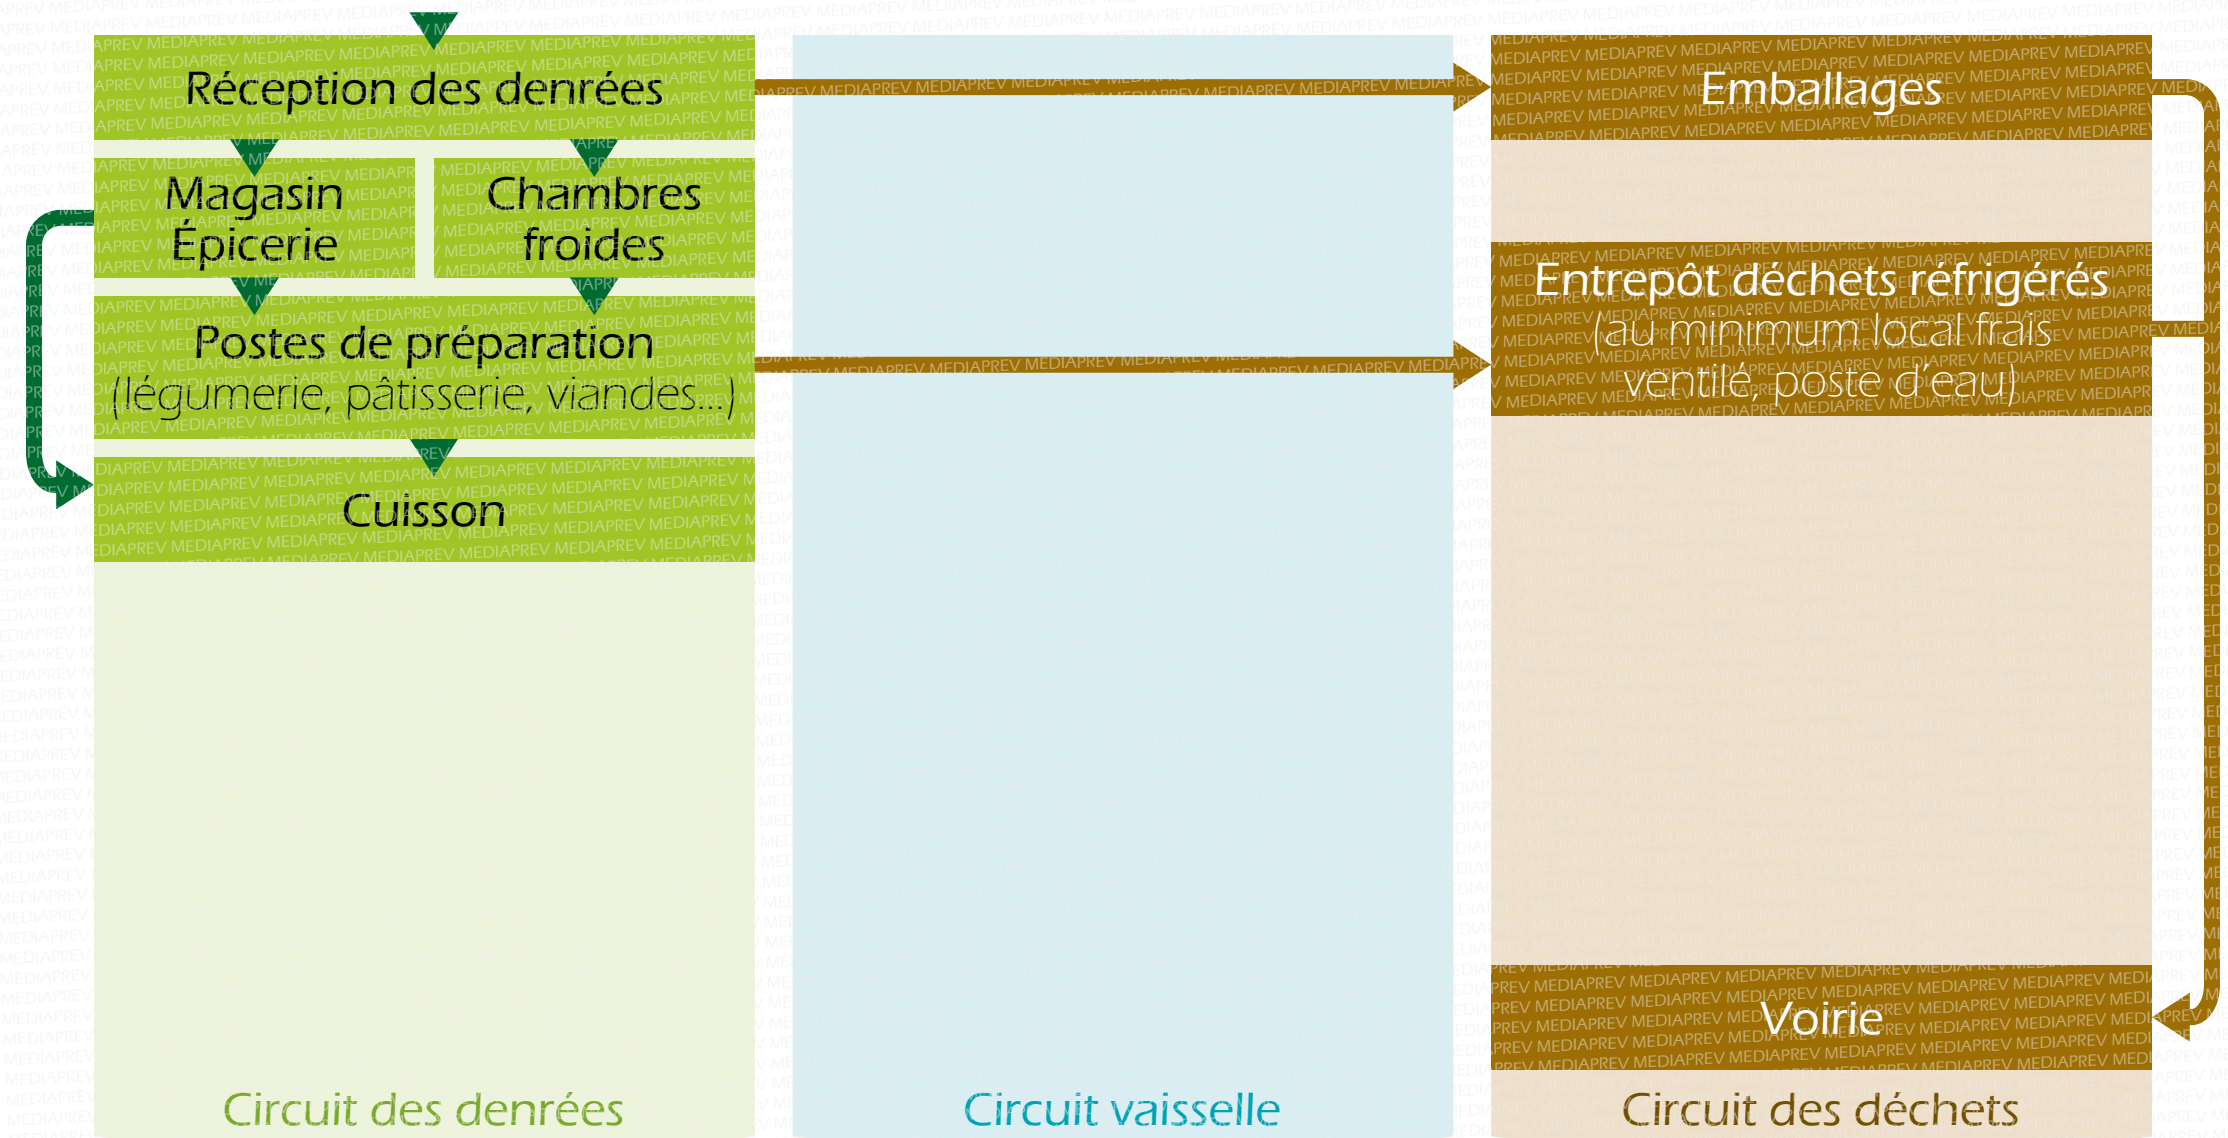 Réception des denrées
Magasin
Épicerie
Chambres
froides
Postes de préparation
(légumerie, pâtisserie, viandes...)
Cuisson
Circuit des denrées
Circuit vaisselle
Emballages
Entrepôt déchets réfrigérés
(au minimum local frais
ventilé, poste d'eau)
Voirie
Circuit des déchets
MEDIAPREV